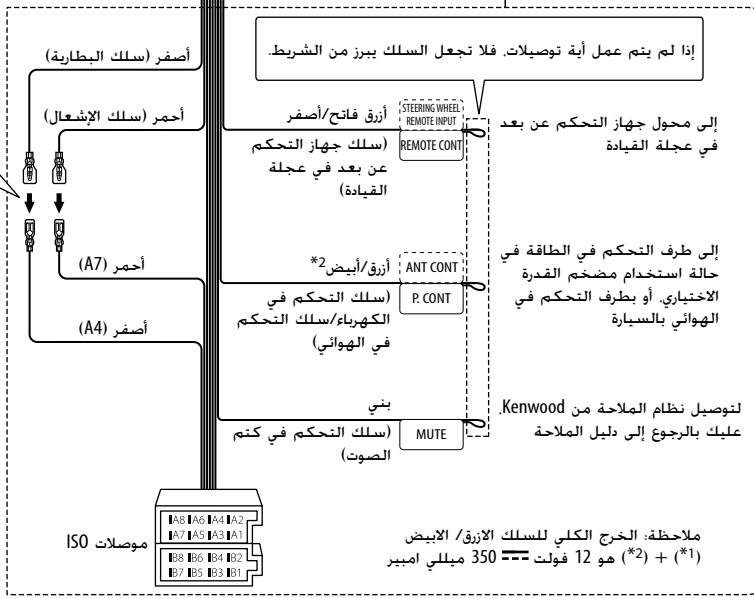 إذا لم يتم عمل أية توصيلات، فلا تجعل السلك يبرز من الشريط.
أصفر (سلك البطارية)
أحمر (سلك الإشعال)
أزرق فاتح/أصفر
(سلك جهاز التحكم
عن بعد في عجلة
القيادة)
STEERING WHEEL
REMOTE INPUT
REMOTE CONT
إلى محول جهاز التحكم عن بعد
في عجلة القيادة
أحمر (A7)
أصفر (A4)
أزرق/أبيض2*
(سلك التحكم في
الكهرباء/سلك التحكم
في الهوائي)
ANT CONT
P. CONT
إلى طرف التحكم في الطاقة في
حالة استخدام مضخم القدرة
الاختياري، أو بطرف التحكم في
الهوائي بالسيارة
بني
(سلك التحكم في كتم
الصوت)
MUTE
لتوصيل نظام الملاحة من Kenwood،
عليك بالرجوع إلى دليل الملاحة
موصلات ISO
A8 A6 A4 A2
A7 A5 A3 A1
B8 B6 B4 B2
B7 B5 B3 B1
ملاحظة: الخرج الكلي للسلك الازرق/ الابيض
(1*) + (2*) هو 12 فولت ⎓ 350 ميللي امبير